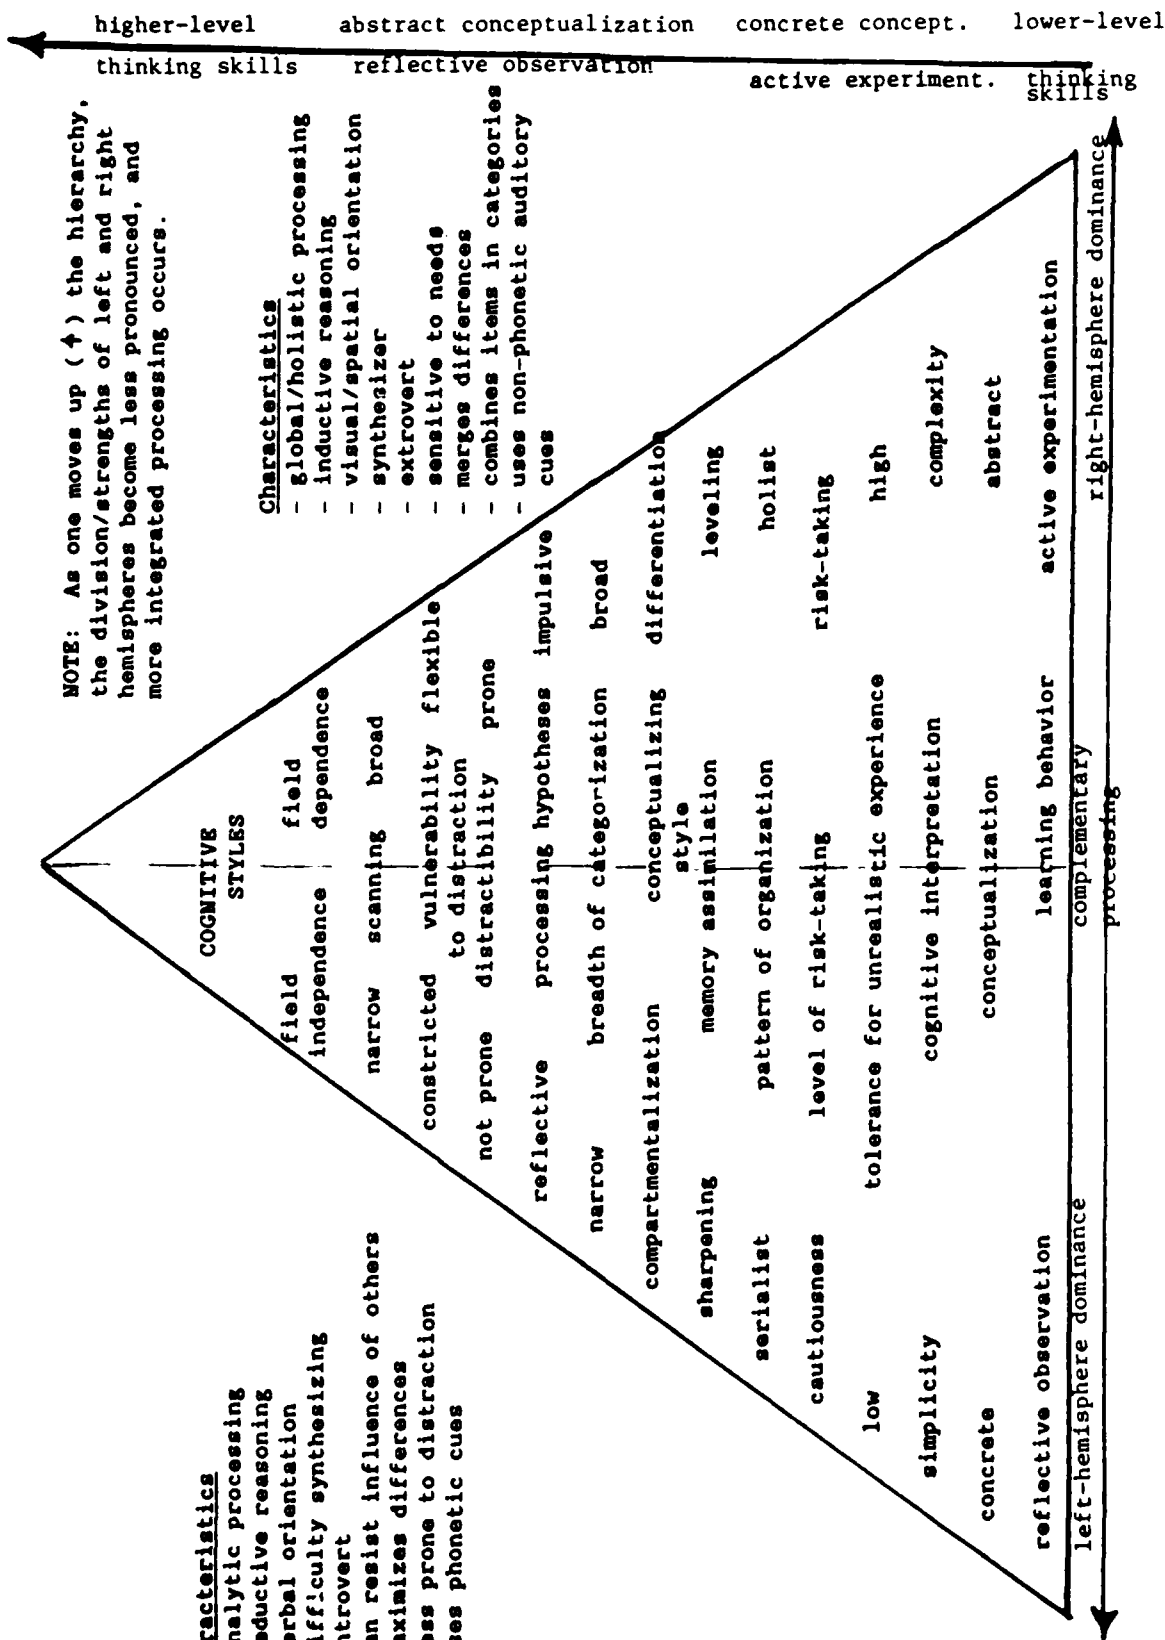 higher-level abstract conceptualization concrete concept. lower-level
thinking skills reflective observation active experiment. thinking
skills
NOTE: As one moves up (↑) the hierarchy,
the division/strengths of left and right
hemispheres become less pronounced, and
more integrated processing occurs.
Characteristics
- global/holistic processing
- inductive reasoning
- visual/spatial orientation
- synthesizer
- extrovert
- sensitive to needs
- merges differences
- combines items in categories
- uses non-phonetic auditory
cues
racteristics
nalytic processing
eductive reasoning
erbal orientation
ifficulty synthesizing
ntrovert
an resist influence of others
aximizes differences
ess prone to distraction
ses phonetic cues
COGNITIVE
STYLES
field field
independence dependence
narrow scanning broad
constricted vulnerability flexible
to distraction
not prone distractibility prone
reflective processing hypotheses impulsive
narrow breadth of categorization broad
compartmentalization conceptualizing differentiation
style
sharpening memory assimilation leveling
serialist pattern of organization holist
cautiousness level of risk-taking risk-taking
low tolerance for unrealistic experience high
simplicity cognitive interpretation complexity
concrete conceptualization abstract
reflective observation learning behavior active experimentation
left-hemisphere dominance complementary right-hemisphere dominance
processing